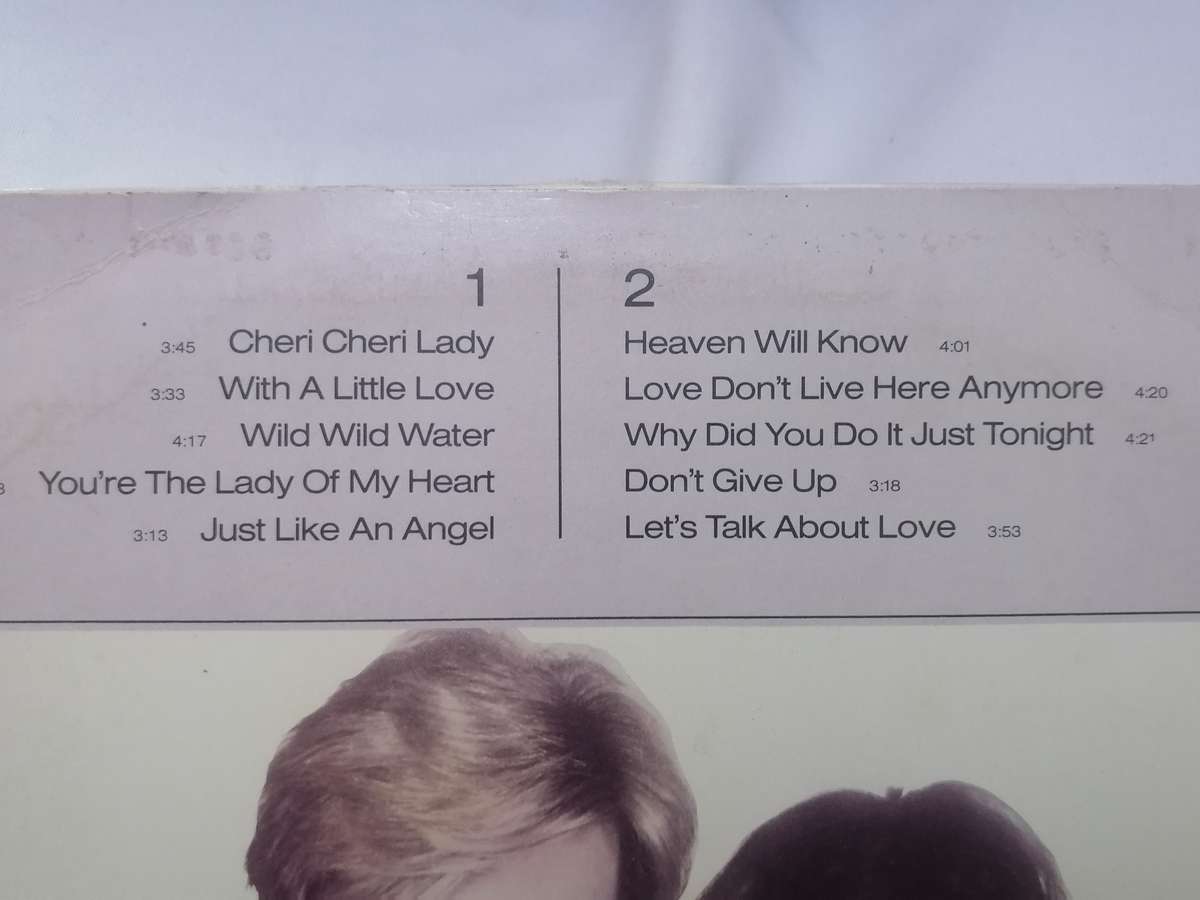 1
3:45 Cheri Cheri Lady
3:33 With A Little Love
4:17 Wild Wild Water
You're The Lady Of My Heart
3:13 Just Like An Angel
2
Heaven Will Know 4:01
Love Don't Live Here Anymore 4:20
Why Did You Do It Just Tonight 4:21
Don't Give Up 3:18
Let's Talk About Love 3:53